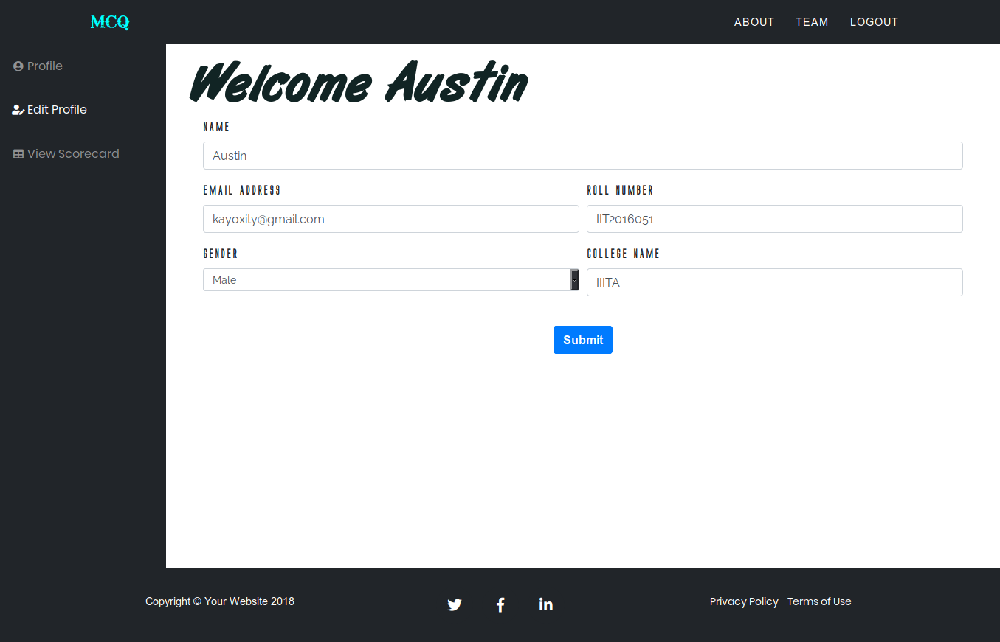 MCQ
ABOUT TEAM LOGOUT
Profile
Edit Profile
View Scorecard
Welcome Austin
NAME
Austin
EMAIL ADDRESS
kayoxity@gmail.com
ROLL NUMBER
IIT2016051
GENDER
Male
COLLEGE NAME
IIITA
Submit
Copyright © Your Website 2018
Privacy Policy Terms of Use